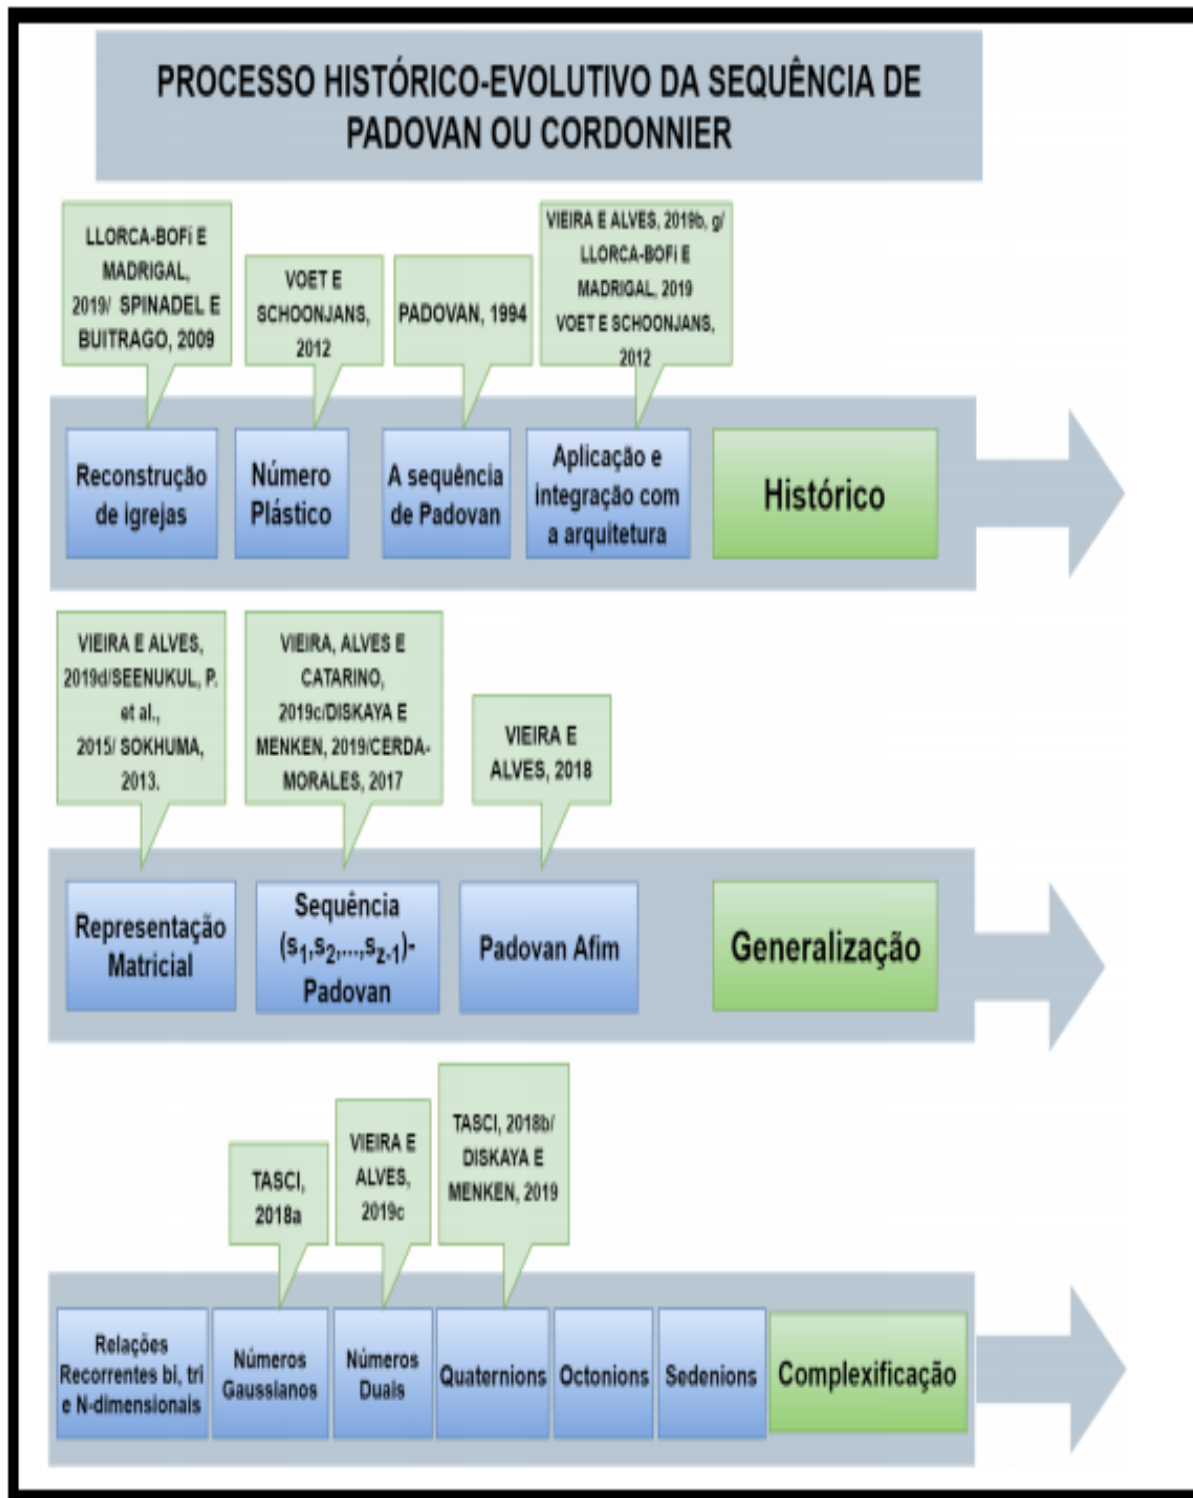 PROCESSO HISTÓRICO-EVOLUTIVO DA SEQUÊNCIA DE
PADOVAN OU CORDONNIER
LLORCA-BOFí E
MADRIGAL,
2019/ SPINADEL E
BUITRAGO, 2009
VOET E
SCHOONJANS,
2012
PADOVAN, 1994
VIEIRA E ALVES, 2019b, g/
LLORCA-BOFí E
MADRIGAL, 2019
VOET E SCHOONJANS,
2012
Reconstrução
de igrejas
Número
Plástico
A sequência
de Padovan
Aplicação e
integração com
a arquitetura
Histórico
VIEIRA E ALVES,
2019d/SEENUKUL, P.
et al.,
2015/ SOKHUMA,
2013.
VIEIRA, ALVES E
CATARINO,
2019c/DISKAYA E
MENKEN, 2019/CERDA-
MORALES, 2017
VIEIRA E
ALVES, 2018
Representação
Matricial
Sequência
(s1,s2,...,sz-1)-
Padovan
Padovan Afim
Generalização
TASCI,
2018a
VIEIRA E
ALVES,
2019c
TASCI, 2018b/
DISKAYA E
MENKEN, 2019
Relações
Recorrentes bi, tri
e N-dimensionais
Números
Gaussianos
Números
Duais
Quaternions
Octonions
Sedenions
Complexificação